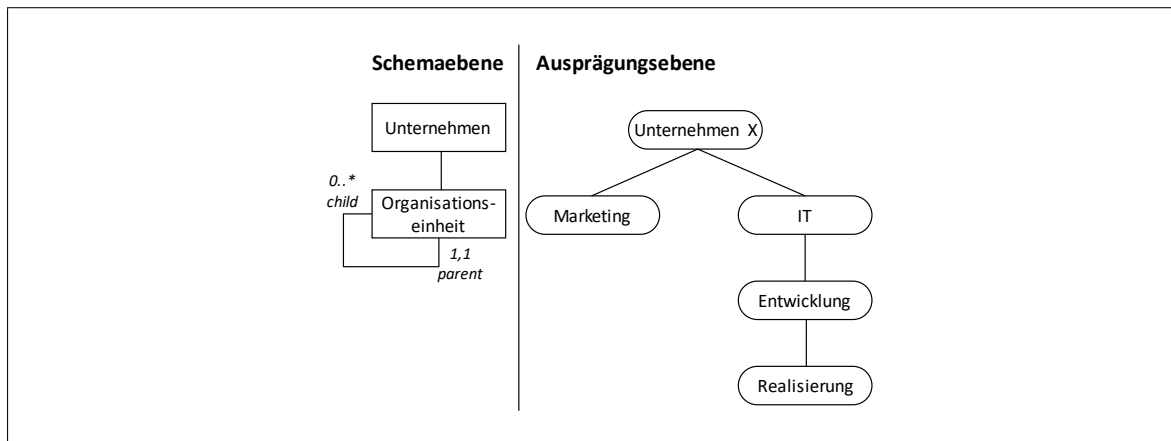 Schemaebene
Ausprägungsebene
Unternehmen
Unternehmen X
0..*
child
Organisations-
einheit
1,1
parent
Marketing
IT
Entwicklung
Realisierung